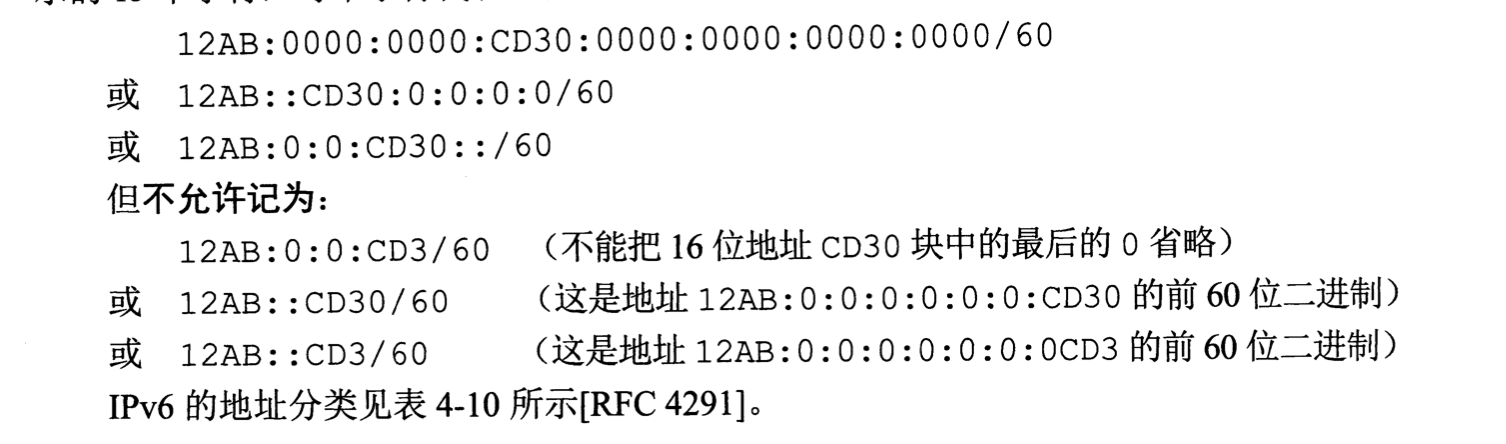 12AB:0000:0000:CD30:0000:0000:0000:0000/60
或 12AB::CD30:0:0:0:0/60
或 12AB:0:0:CD30::/60
但不允许记为：
12AB:0:0:CD3/60 （不能把 16 位地址 CD30 块中的最后的 0 省略）
或 12AB::CD30/60 （这是地址 12AB:0:0:0:0:0:0:CD30 的前 60 位二进制）
或 12AB::CD3/60 （这是地址 12AB:0:0:0:0:0:0:0CD3 的前 60 位二进制）
IPv6 的地址分类见表 4-10 所示[RFC 4291]。